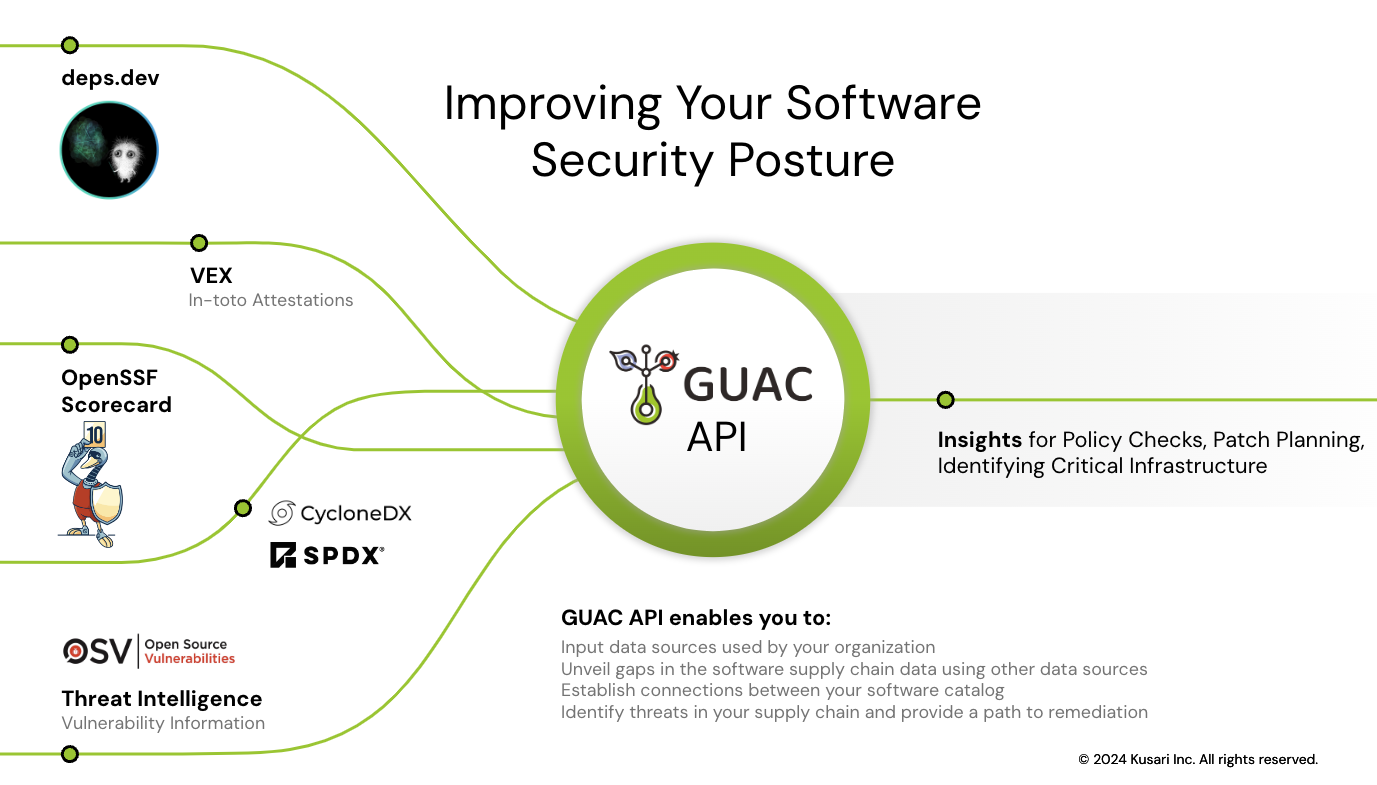 deps.dev
Improving Your Software
Security Posture
VEX
In-toto Attestations
OpenSSF
Scorecard
10
CycloneDX
SPDX®
OSV Open Source
Vulnerabilities
Threat Intelligence
Vulnerability Information
GUAC
API
Insights for Policy Checks, Patch Planning,
Identifying Critical Infrastructure
GUAC API enables you to:
Input data sources used by your organization
Unveil gaps in the software supply chain data using other data sources
Establish connections between your software catalog
Identify threats in your supply chain and provide a path to remediation
© 2024 Kusari Inc. All rights reserved.